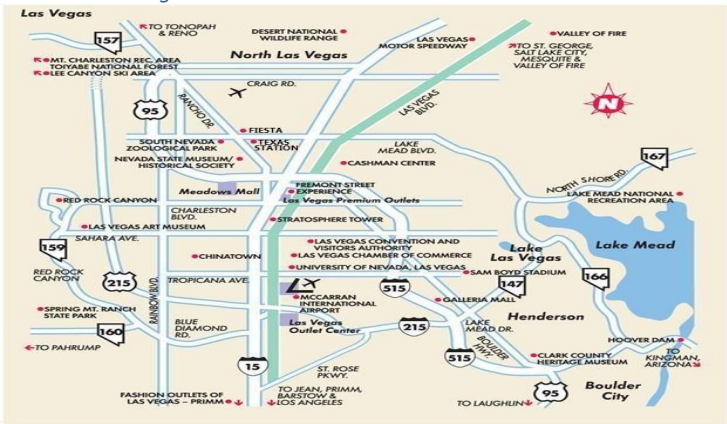 Las Vegas
TO TONOPAH
& RENO
157
MT. CHARLESTON REC. AREA
TOIYABE NATIONAL FOREST
LEE CANYON SKI AREA
DESERT NATIONAL
WILDLIFE RANGE
LAS VEGAS
MOTOR SPEEDWAY
VALLEY OF FIRE
TO ST. GEORGE,
SALT LAKE CITY,
MESQUITE &
VALLEY OF FIRE
North Las Vegas
CRAIG RD.
95
RANCHO DR.
LAS VEGAS
BLVD.
N
FIESTA
SOUTH NEVADA
ZOOLOGICAL PARK
TEXAS
STATION
LAKE
MEAD BLVD.
NEVADA STATE MUSEUM/
HISTORICAL SOCIETY
CASHMAN CENTER
167
NORTH SHORE RD.
Meadows Mall
FREMONT STREET
EXPERIENCE
Las Vegas Premium Outlets
LAKE MEAD NATIONAL
RECREATION AREA
RED ROCK CANYON
CHARLESTON
BLVD.
STRATOSPHERE TOWER
LAS VEGAS ART MUSEUM
SAHARA AVE.
159
LAS VEGAS CONVENTION AND
VISITORS AUTHORITY
CHINATOWN
LAS VEGAS CHAMBER OF COMMERCE
UNIVERSITY OF NEVADA, LAS VEGAS
Lake
Las Vegas
Lake Mead
RED ROCK
CANYON
215
RAINBOW BLVD.
TROPICANA AVE.
SAM BOYD STADIUM
147
166
515
MCCARRAN
INTERNATIONAL
AIRPORT
GALLERIA MALL
SPRING MT. RANCH
STATE PARK
160
BLUE
DIAMOND
RD.
Las Vegas
Outlet Center
215
LAKE
MEAD DR.
Henderson
TO PAHRUMP
BOULDER
HWY.
515
HOOVER DAM
15
ST. ROSE
PKWY.
CLARK COUNTY
HERITAGE MUSEUM
TO
KINGMAN,
ARIZONA
FASHION OUTLETS OF
LAS VEGAS – PRIMM
TO JEAN, PRIMM,
BARSTOW &
LOS ANGELES
TO LAUGHLIN
95
Boulder
City